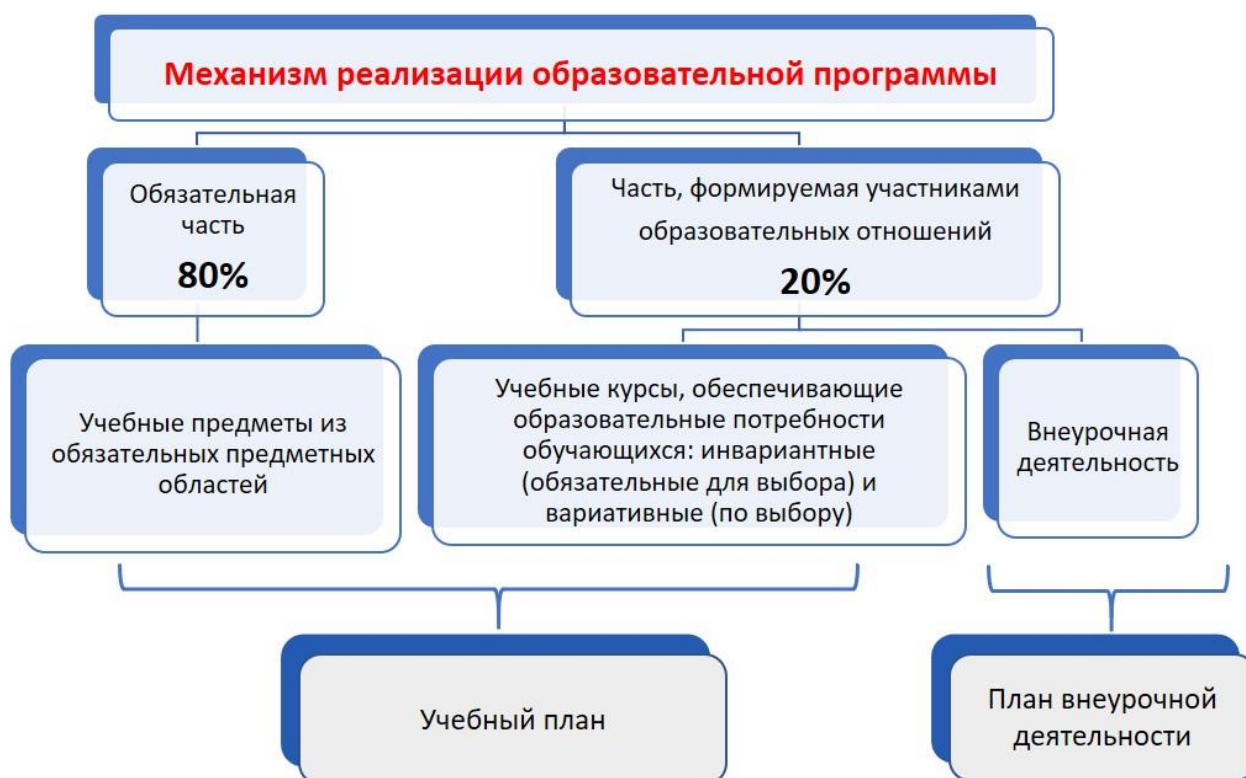 Механизм реализации образовательной программы
Обязательная
часть
80%
Часть, формируемая участниками
образовательных отношений
20%
Учебные предметы из
обязательных предметных
областей
Учебные курсы, обеспечивающие
образовательные потребности
обучающихся: инвариантные
(обязательные для выбора) и
вариативные (по выбору)
Внеурочная
деятельность
Учебный план
План внеурочной
деятельности